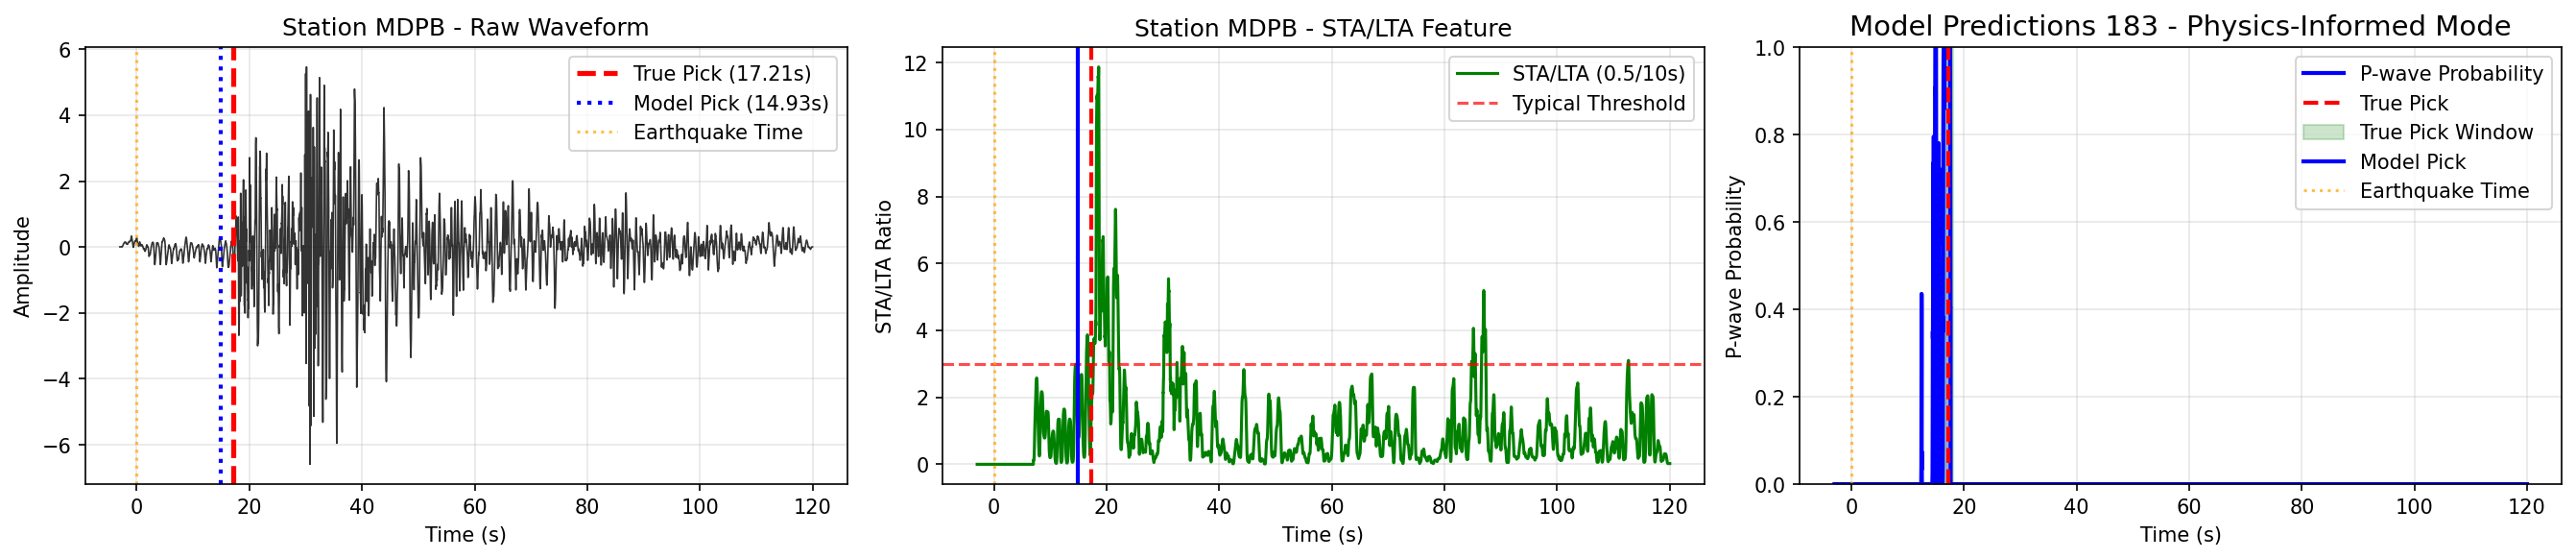 Station MDPB - Raw Waveform
6
4
2
0
−2
−4
−6
Amplitude
0 20 40 60 80 100 120
Time (s)
True Pick (17.21s)
Model Pick (14.93s)
Earthquake Time
Station MDPB - STA/LTA Feature
12
10
8
6
4
2
0
STA/LTA Ratio
0 20 40 60 80 100 120
Time (s)
STA/LTA (0.5/10s)
Typical Threshold
Model Predictions 183 - Physics-Informed Mode
1.0
0.8
0.6
0.4
0.2
0.0
P-wave Probability
0 20 40 60 80 100 120
Time (s)
P-wave Probability
True Pick
True Pick Window
Model Pick
Earthquake Time